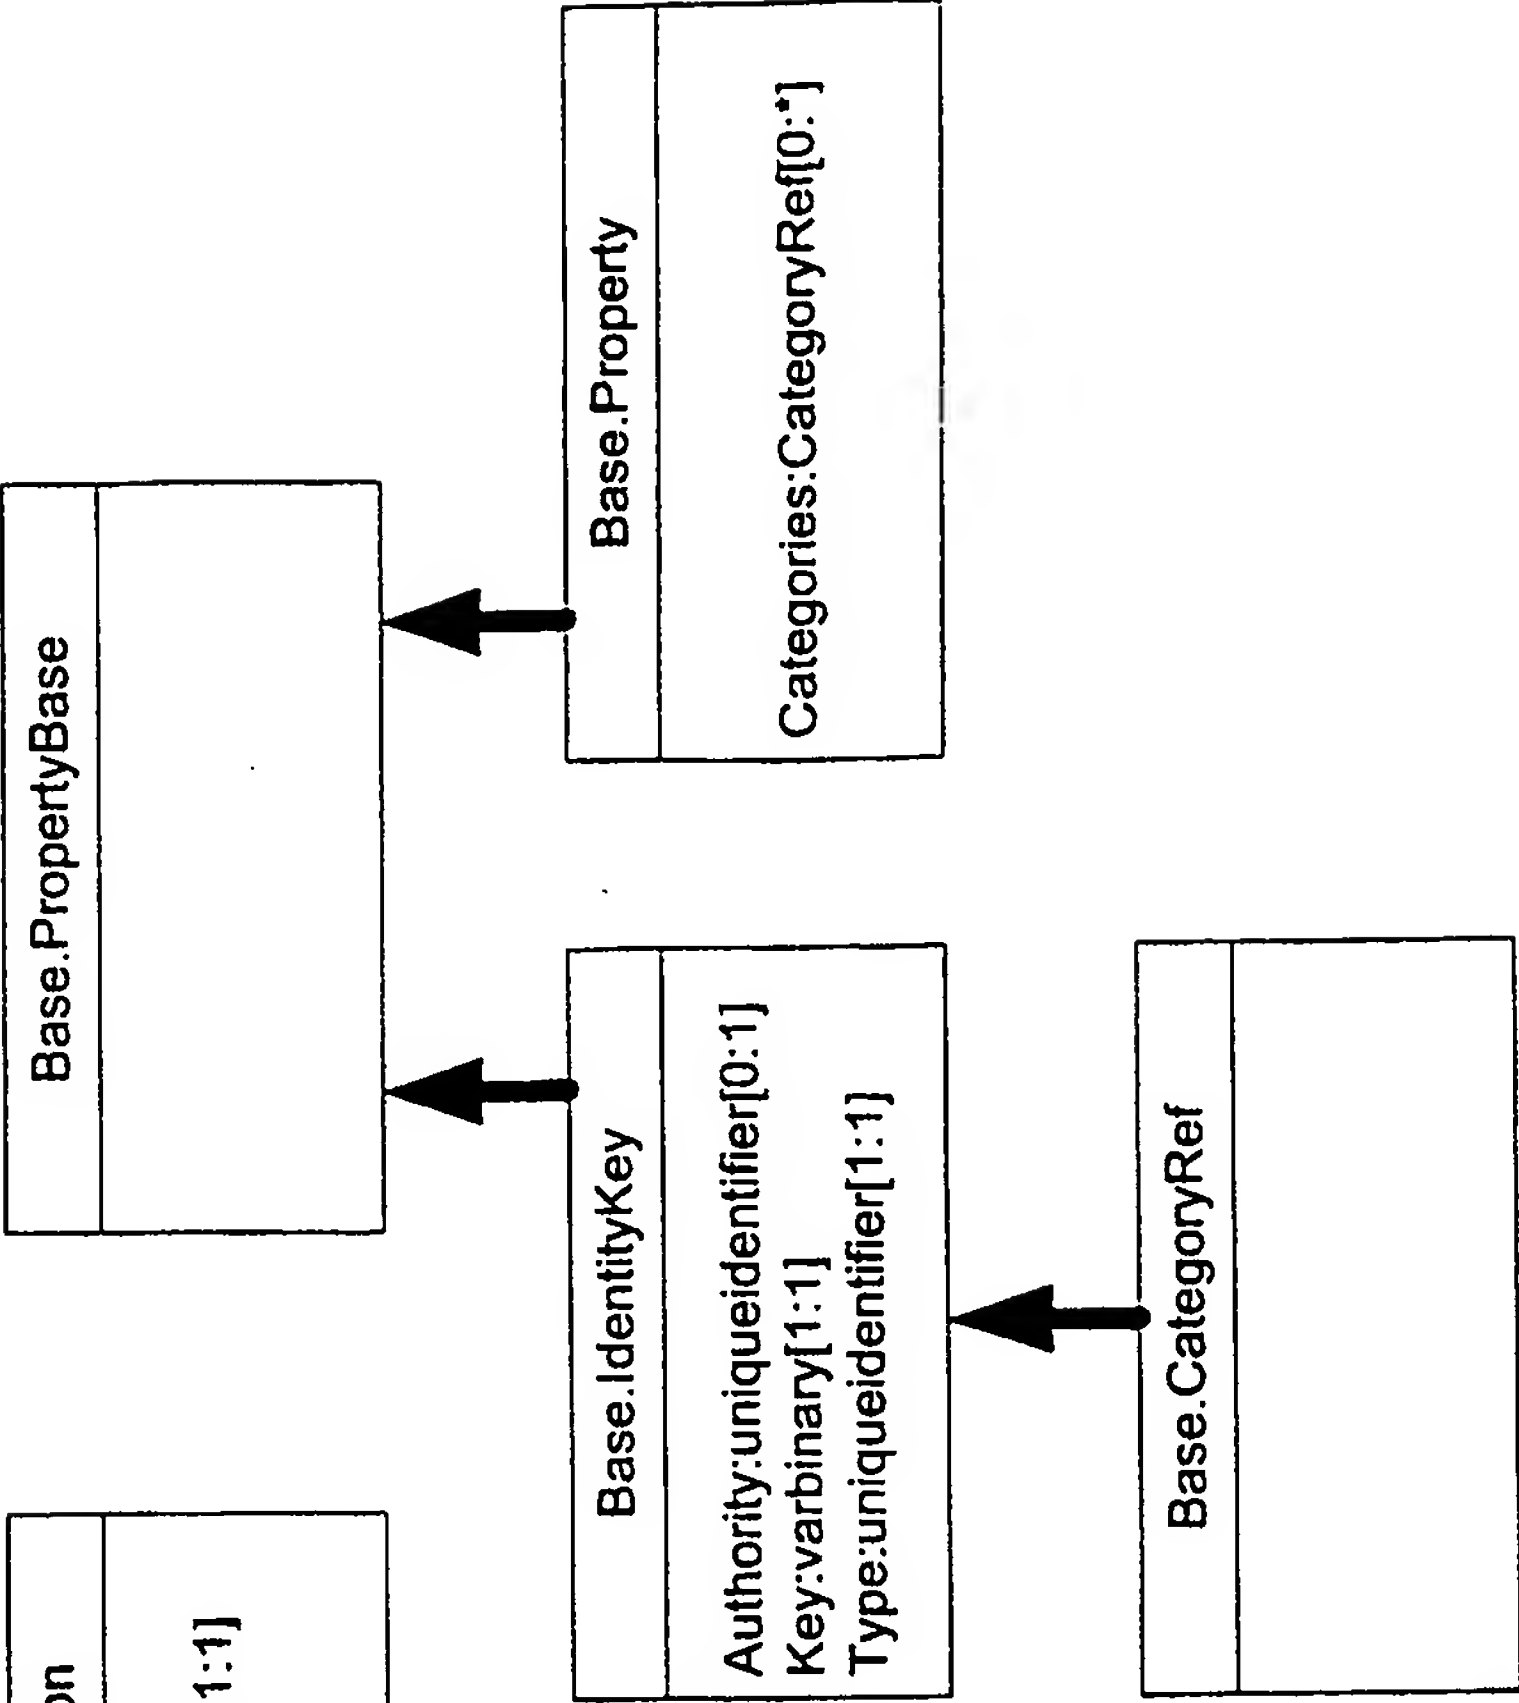 on
1:1]
Base.PropertyBase
Base.IdentityKey
Authority:uniqueidentifier[0:1]
Key:varbinary[1:1]
Type:uniqueidentifier[1:1]
Base.Property
Categories:CategoryRef[0:*]
Base.CategoryRef